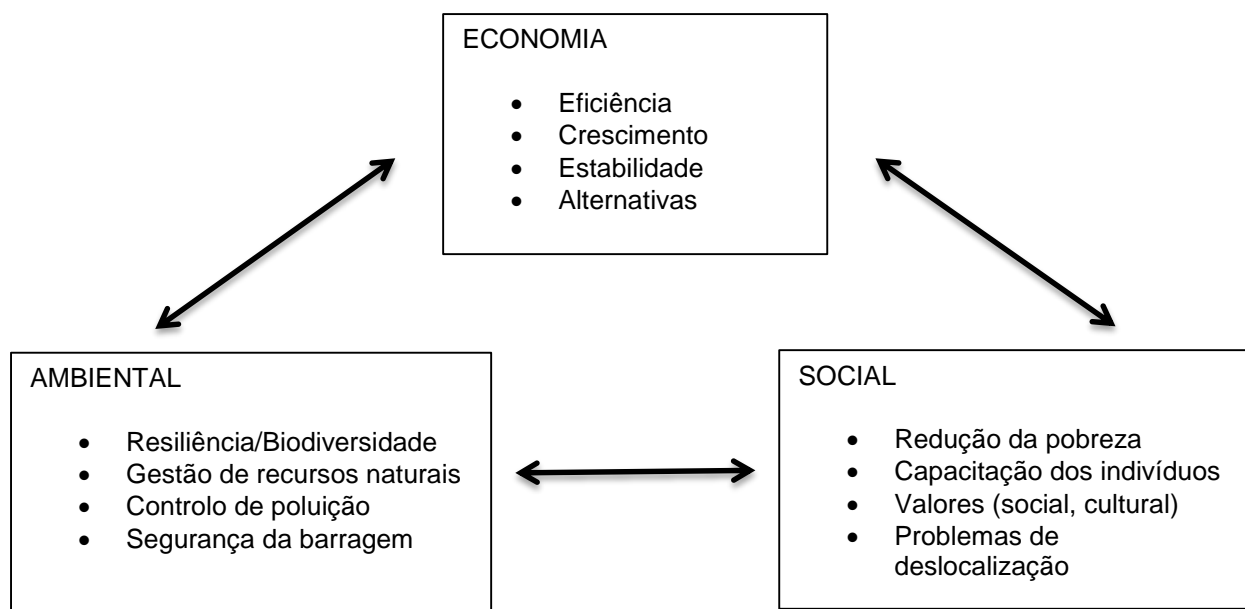 ECONOMIA
• Eficiência
• Crescimento
• Estabilidade
• Alternativas
AMBIENTAL
• Resiliência/Biodiversidade
• Gestão de recursos naturais
• Controlo de poluição
• Segurança da barragem
SOCIAL
• Redução da pobreza
• Capacitação dos indivíduos
• Valores (social, cultural)
• Problemas de
deslocalização